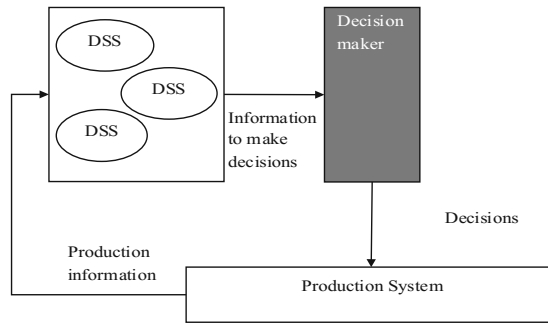 DSS
DSS
DSS
Information
to make
decisions
Decision
maker
Decisions
Production
information
Production System